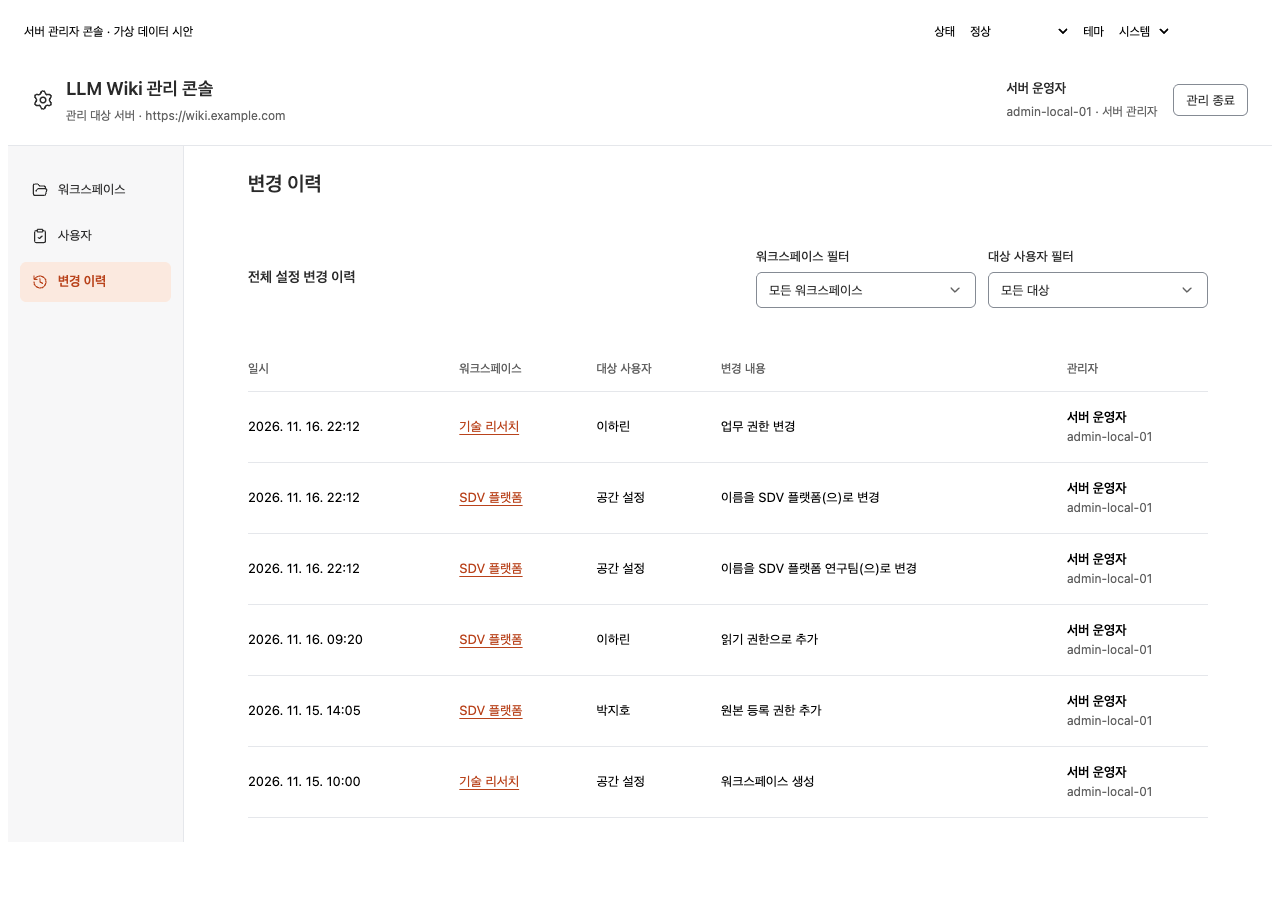 서버 관리자 콘솔 · 가상 데이터 시안
상태 정상 테마 시스템
LLM Wiki 관리 콘솔
관리 대상 서버 · https://wiki.example.com
서버 운영자
admin-local-01 · 서버 관리자
관리 종료
워크스페이스
사용자
변경 이력
변경 이력
전체 설정 변경 이력
워크스페이스 필터
모든 워크스페이스
대상 사용자 필터
모든 대상
일시 워크스페이스 대상 사용자 변경 내용 관리자
2026. 11. 16. 22:12 기술 리서치 이하린 업무 권한 변경 서버 운영자
admin-local-01
2026. 11. 16. 22:12 SDV 플랫폼 공간 설정 이름을 SDV 플랫폼(으)로 변경 서버 운영자
admin-local-01
2026. 11. 16. 22:12 SDV 플랫폼 공간 설정 이름을 SDV 플랫폼 연구팀(으)로 변경 서버 운영자
admin-local-01
2026. 11. 16. 09:20 SDV 플랫폼 이하린 읽기 권한으로 추가 서버 운영자
admin-local-01
2026. 11. 15. 14:05 SDV 플랫폼 박지호 원본 등록 권한 추가 서버 운영자
admin-local-01
2026. 11. 15. 10:00 기술 리서치 공간 설정 워크스페이스 생성 서버 운영자
admin-local-01